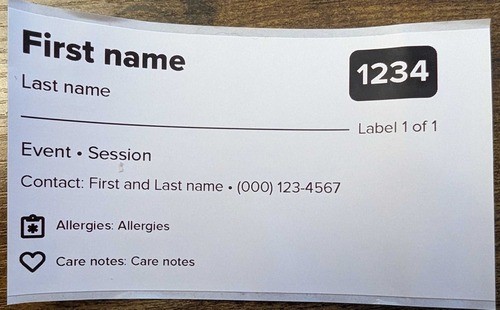 First name
1234
Last name
Label 1 of 1
Event • Session
Contact: First and Last name • (000) 123-4567
Allergies: Allergies
Care notes: Care notes